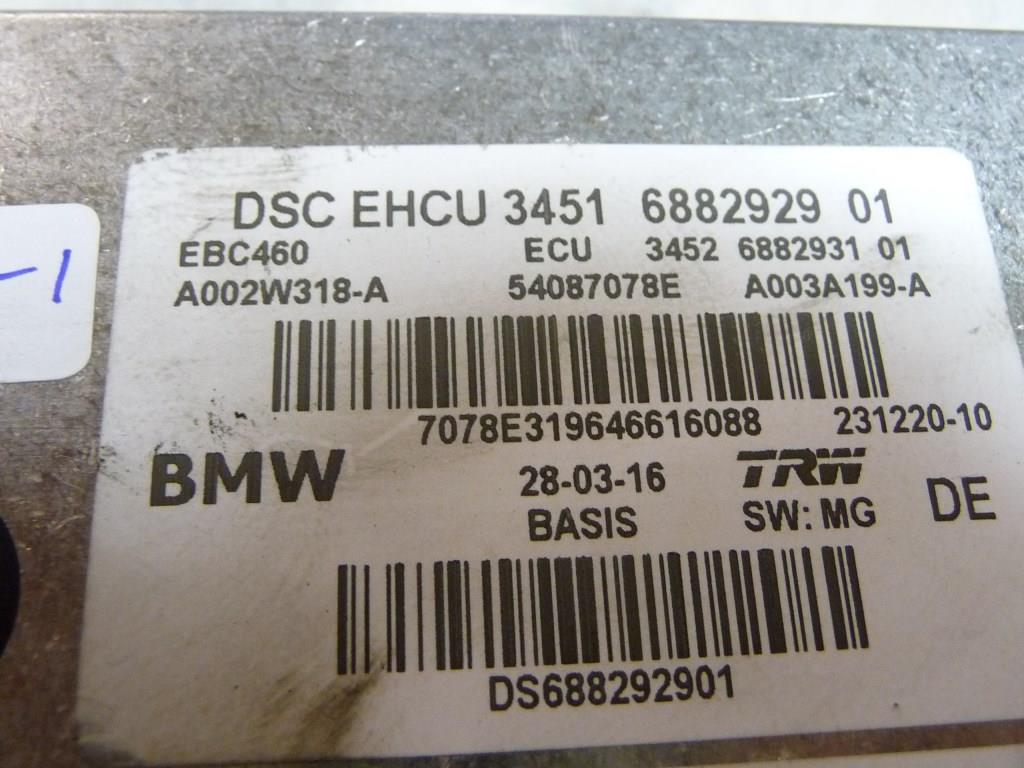 DSC EHCU 3451 6882929 01
EBC460 ECU 3452 6882931 01
A002W318-A 54087078E A003A199-A
7078E319646616088 231220-10
BMW 28-03-16 TRW
BASIS SW: MG DE
DS688292901
-1